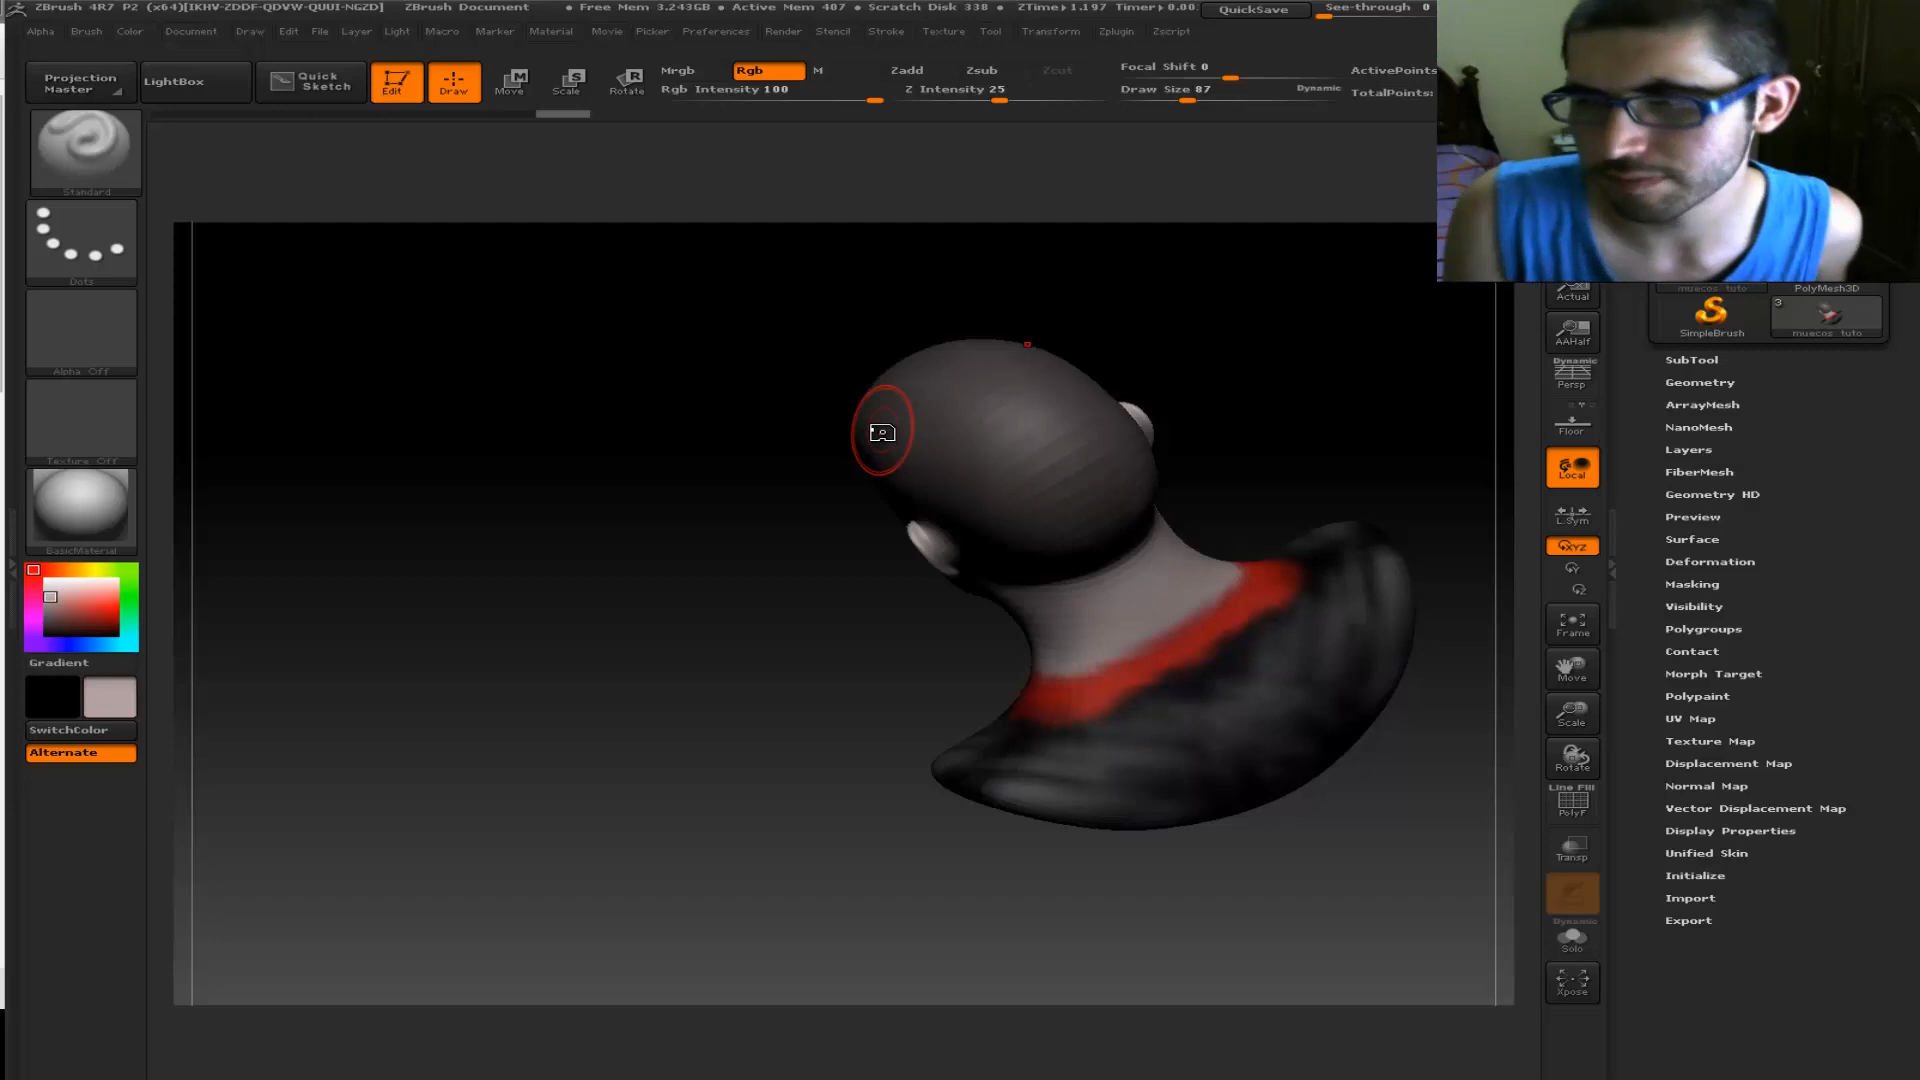 ZBrush 4R7 P2 (x64)[IKHV-ZDDF-QDVW-QUUI-NGZD] ZBrush Document • Free Mem 3.243GB • Active Mem 407 • Scratch Disk 338 • ZTime▸1.197 Timer▸0.00 QuickSave See-through 0
Alpha Brush Color Document Draw Edit File Layer Light Macro Marker Material Movie Picker Preferences Render Stencil Stroke Texture Tool Transform Zplugin Zscript
Projection Master
LightBox
Quick Sketch
Edit
Draw
Move
Scale
Rotate
Mrgb
Rgb
M
Rgb Intensity 100
Zadd
Zsub
Zcut
Z Intensity 25
Focal Shift 0
Draw Size 87
Dynamic
ActivePoints
TotalPoints:
Standard
Dots
Alpha Off
Texture Off
BasicMaterial
Gradient
SwitchColor
Alternate
Actual
AAHalf
Dynamic
Persp
Floor
Local
L.Sym
XYZ
Y
Z
Frame
Move
Scale
Rotate
Line Fill
PolyF
Transp
Dynamic
Solo
Xpose
muecos tuto
PolyMesh3D
SimpleBrush
3
muecos tuto
SubTool
Geometry
ArrayMesh
NanoMesh
Layers
FiberMesh
Geometry HD
Preview
Surface
Deformation
Masking
Visibility
Polygroups
Contact
Morph Target
Polypaint
UV Map
Texture Map
Displacement Map
Normal Map
Vector Displacement Map
Display Properties
Unified Skin
Initialize
Import
Export